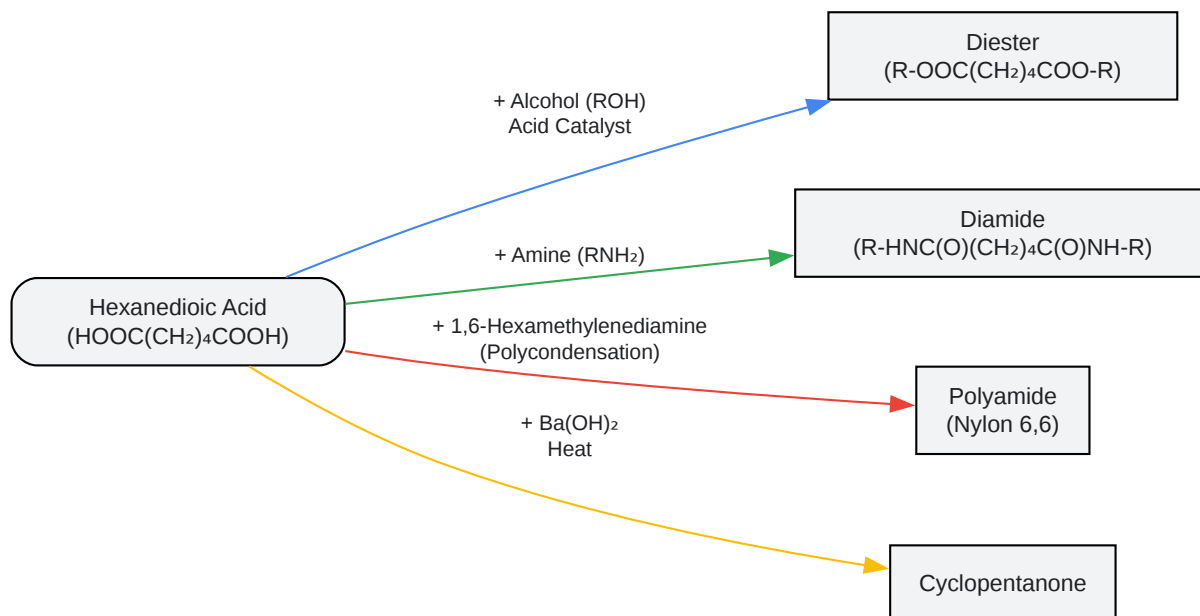 Diester
(R-OOC(CH₂)₄COO-R)
+ Alcohol (ROH)
Acid Catalyst
Diamide
(R-HNC(O)(CH₂)₄C(O)NH-R)
+ Amine (RNH₂)
Hexanedioic Acid
(HOOC(CH₂)₄COOH)
+ 1,6-Hexamethylenediamine
(Polycondensation)
Polyamide
(Nylon 6,6)
+ Ba(OH)₂
Heat
Cyclopentanone